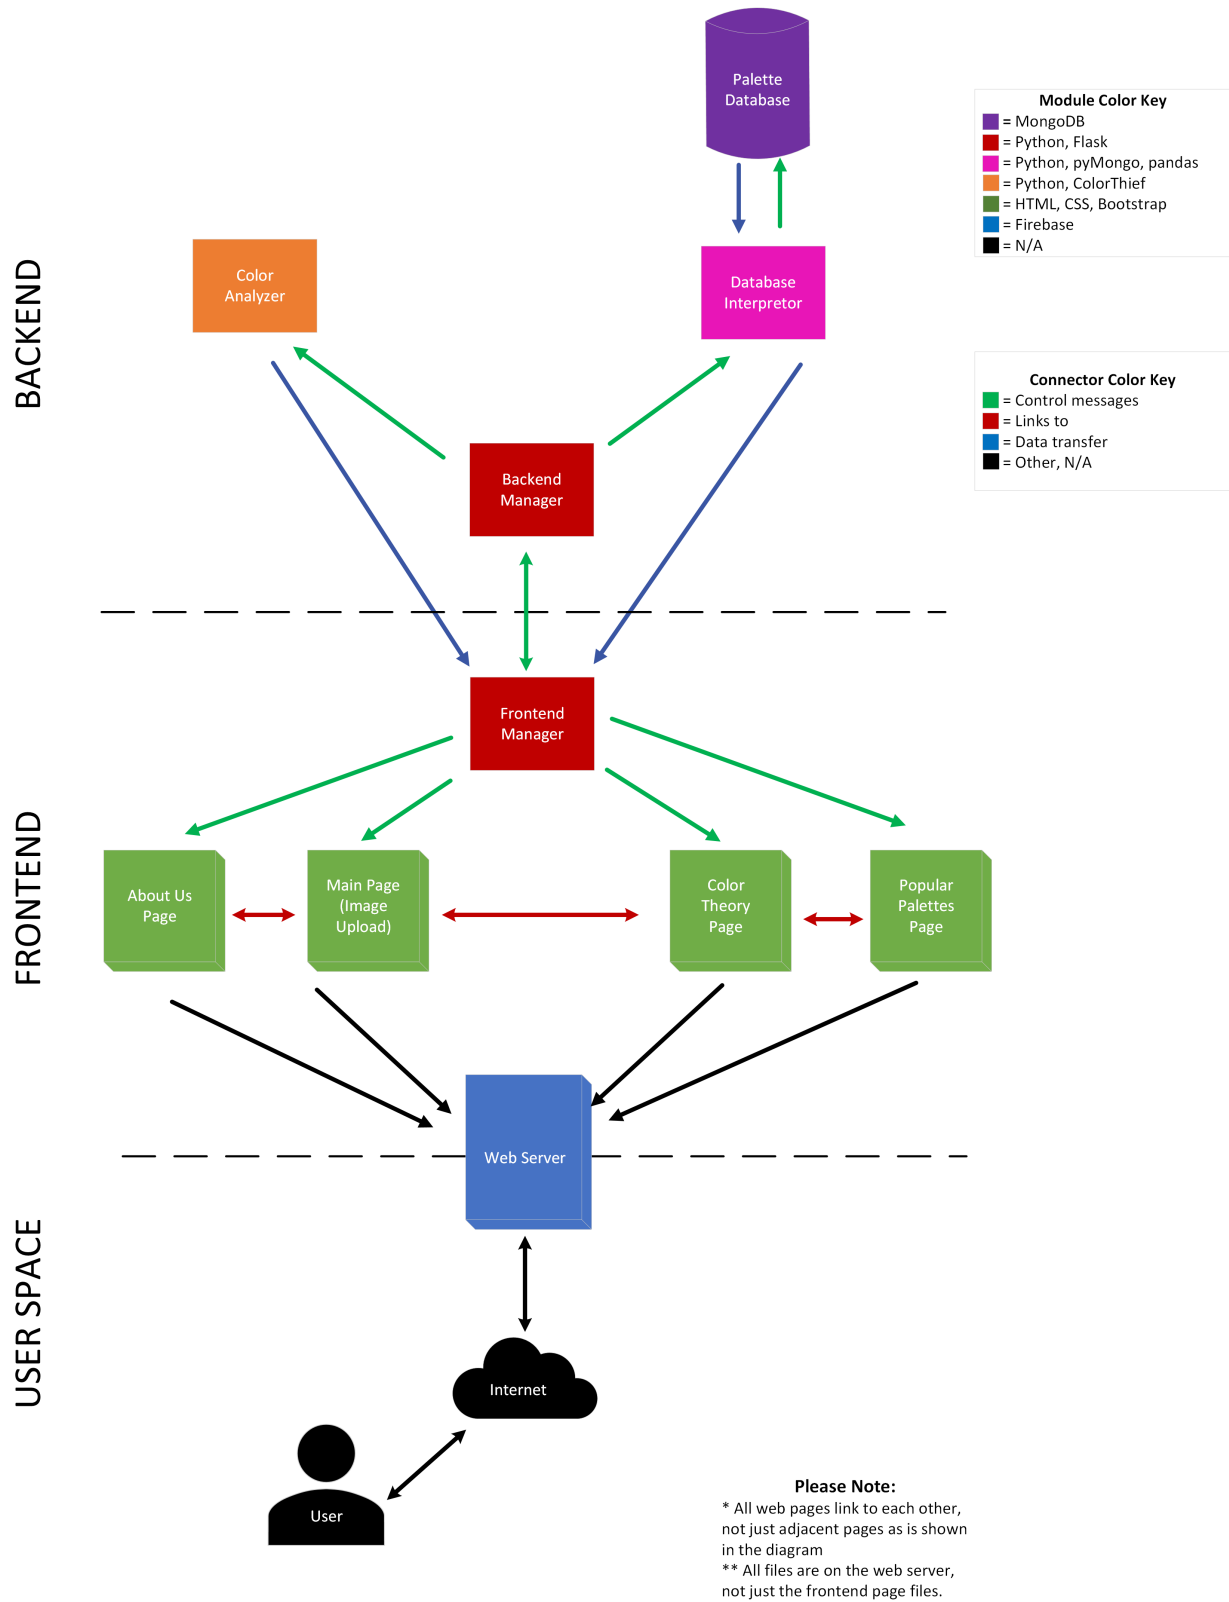 Palette
Database
Module Color Key
= MongoDB
= Python, Flask
= Python, pyMongo, pandas
= Python, ColorThief
= HTML, CSS, Bootstrap
= Firebase
= N/A
BACKEND
Color
Analyzer
Database
Interpretor
Connector Color Key
= Control messages
= Links to
= Data transfer
= Other, N/A
Backend
Manager
Frontend
Manager
FRONTEND
About Us
Page
Main Page
(Image
Upload)
Color
Theory
Page
Popular
Palettes
Page
Web Server
USER SPACE
Internet
User
Please Note:
* All web pages link to each other,
not just adjacent pages as is shown
in the diagram
** All files are on the web server,
not just the frontend page files.